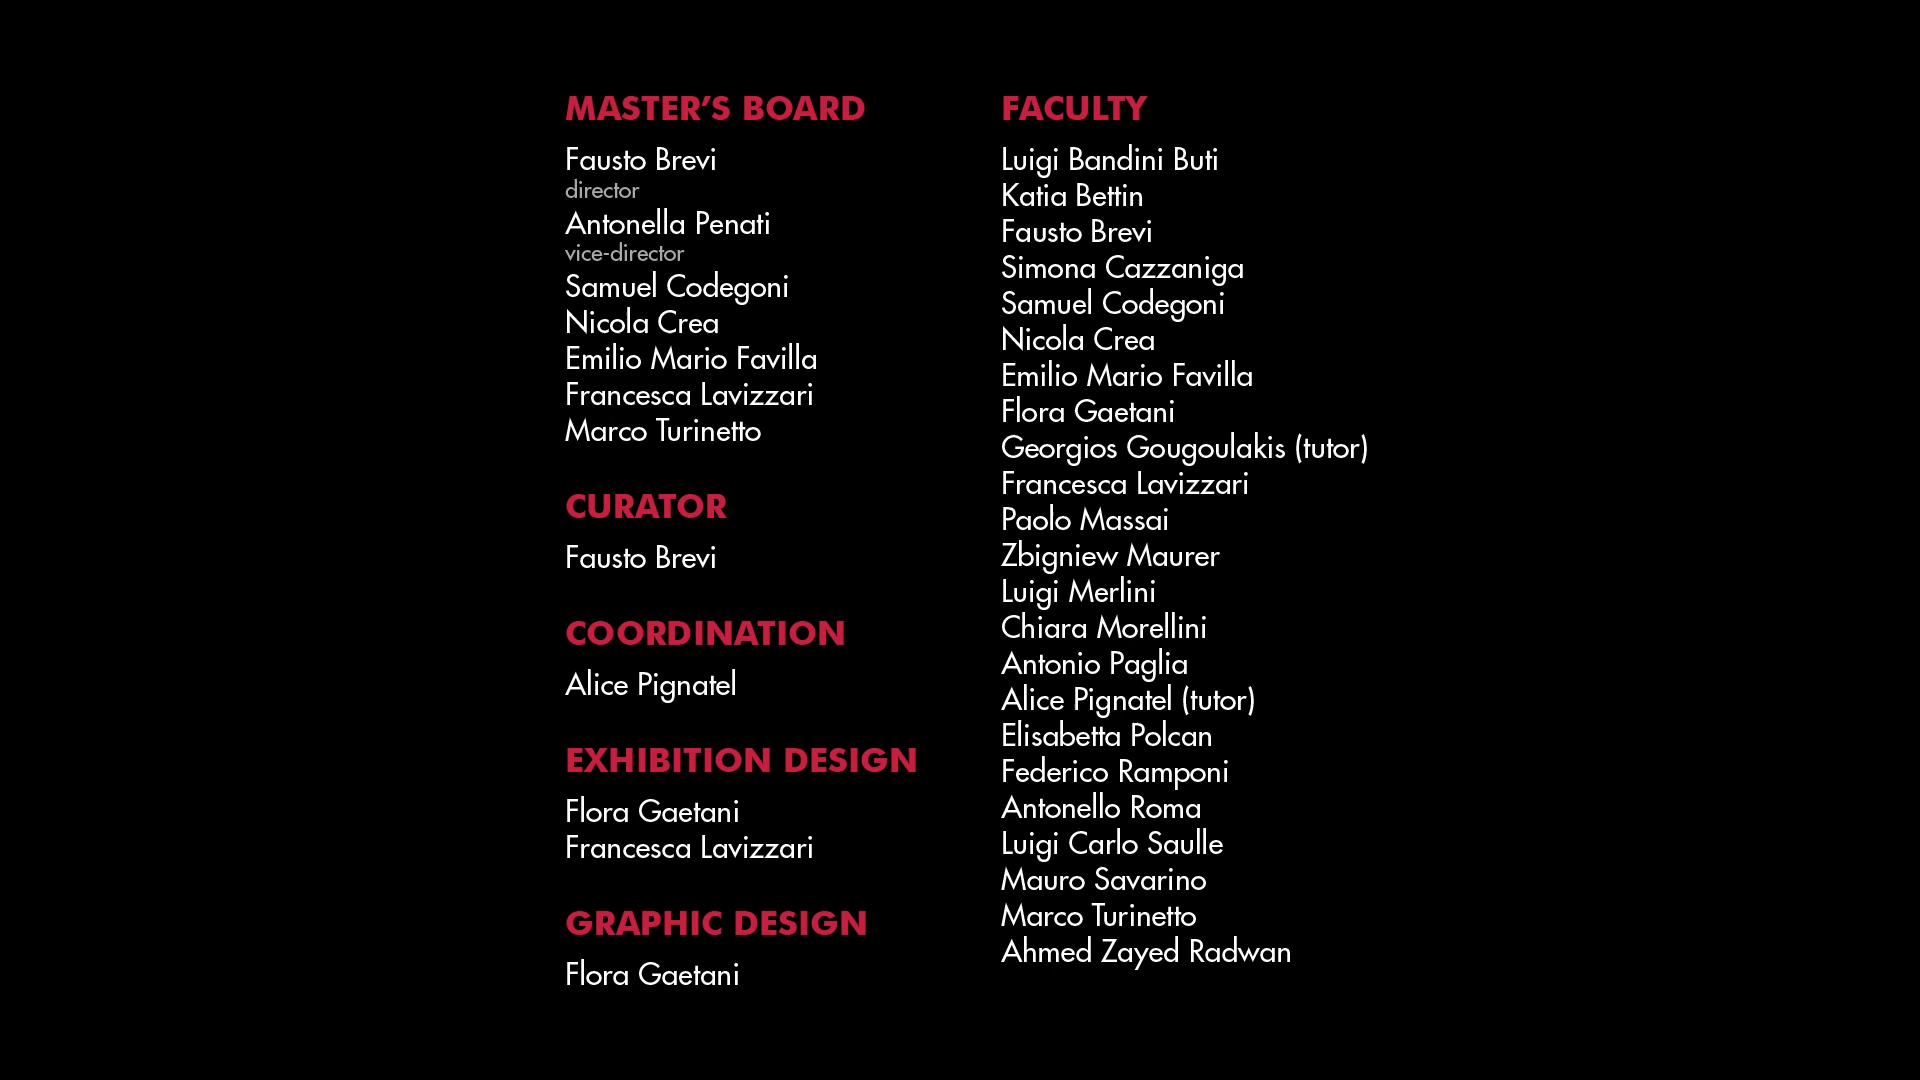 MASTER’S BOARD
Fausto Brevi
director
Antonella Penati
vice-director
Samuel Codegoni
Nicola Crea
Emilio Mario Favilla
Francesca Lavizzari
Marco Turinetto
CURATOR
Fausto Brevi
COORDINATION
Alice Pignatel
EXHIBITION DESIGN
Flora Gaetani
Francesca Lavizzari
GRAPHIC DESIGN
Flora Gaetani
FACULTY
Luigi Bandini Buti
Katia Bettin
Fausto Brevi
Simona Cazzaniga
Samuel Codegoni
Nicola Crea
Emilio Mario Favilla
Flora Gaetani
Georgios Gougoulakis (tutor)
Francesca Lavizzari
Paolo Massai
Zbigniew Maurer
Luigi Merlini
Chiara Morellini
Antonio Paglia
Alice Pignatel (tutor)
Elisabetta Polcan
Federico Ramponi
Antonello Roma
Luigi Carlo Saulle
Mauro Savarino
Marco Turinetto
Ahmed Zayed Radwan